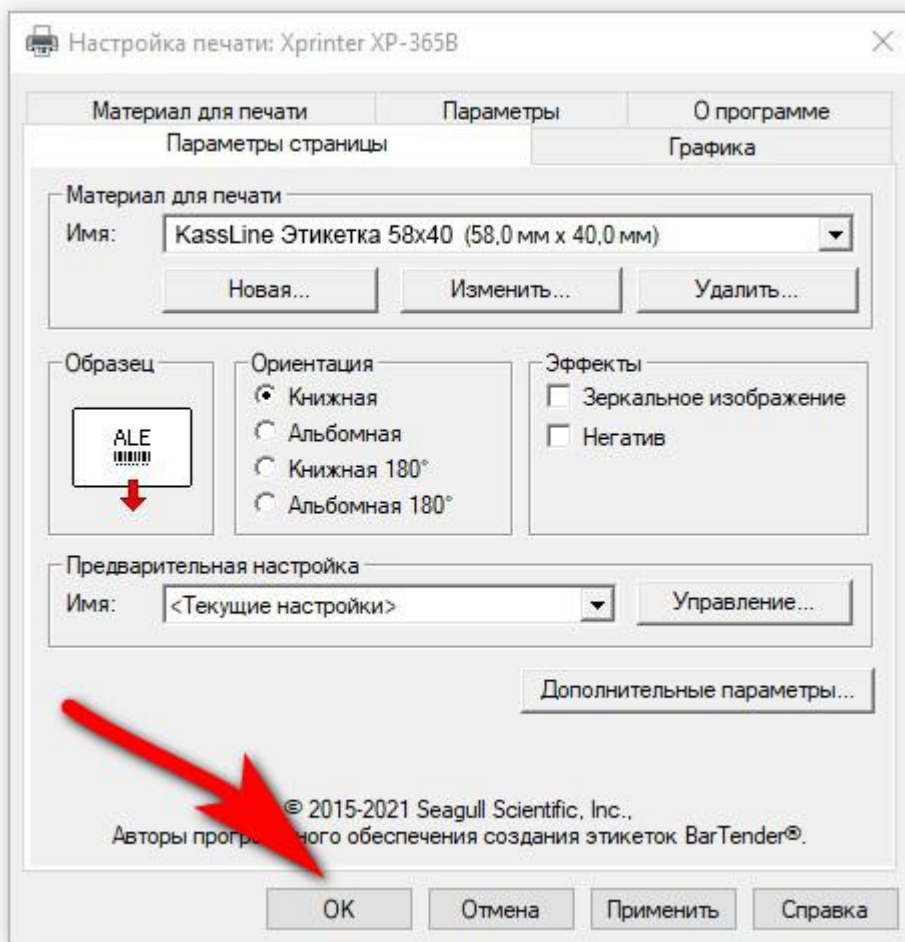 Настройка печати: Xprinter XP-365B
Материал для печати
Параметры
О программе
Параметры страницы
Графика
Материал для печати
Имя:
KassLine Этикетка 58x40 (58,0 мм x 40,0 мм)
Новая...
Изменить...
Удалить...
Образец
ALE
Ориентация
Книжная
Альбомная
Книжная 180°
Альбомная 180°
Эффекты
Зеркальное изображение
Негатив
Предварительная настройка
Имя:
<Текущие настройки>
Управление...
Дополнительные параметры...
© 2015-2021 Seagull Scientific, Inc.,
Авторы программного обеспечения создания этикеток BarTender®.
OK
Отмена
Применить
Справка